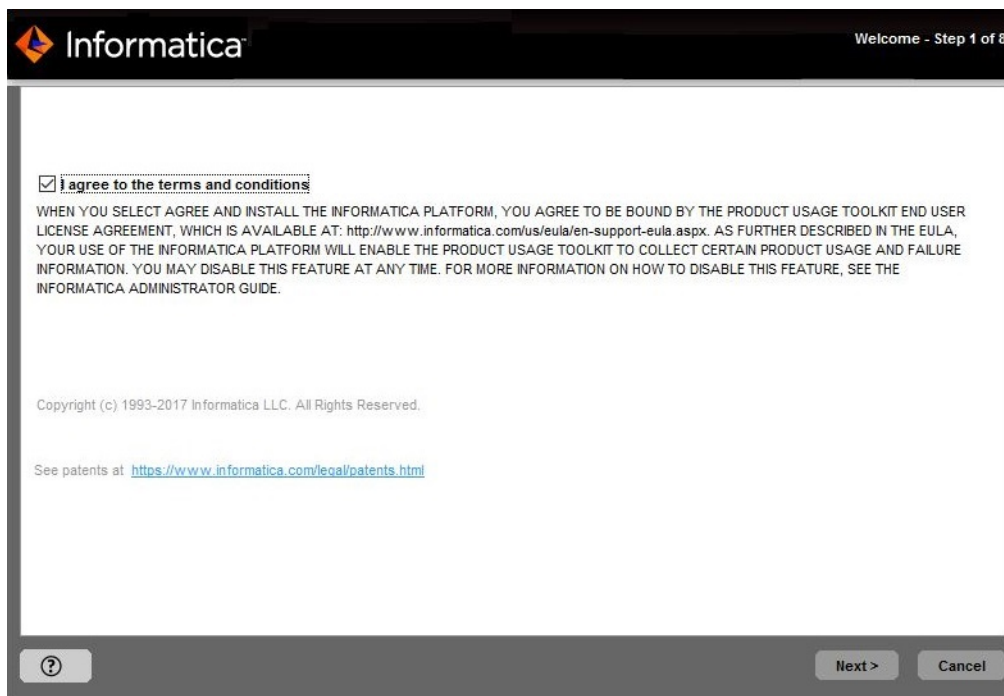 Informatica
Welcome - Step 1 of 8
I agree to the terms and conditions
WHEN YOU SELECT AGREE AND INSTALL THE INFORMATICA PLATFORM, YOU AGREE TO BE BOUND BY THE PRODUCT USAGE TOOLKIT END USER
LICENSE AGREEMENT, WHICH IS AVAILABLE AT: http://www.informatica.com/us/eula/en-support-eula.aspx. AS FURTHER DESCRIBED IN THE EULA,
YOUR USE OF THE INFORMATICA PLATFORM WILL ENABLE THE PRODUCT USAGE TOOLKIT TO COLLECT CERTAIN PRODUCT USAGE AND FAILURE
INFORMATION. YOU MAY DISABLE THIS FEATURE AT ANY TIME. FOR MORE INFORMATION ON HOW TO DISABLE THIS FEATURE, SEE THE
INFORMATICA ADMINISTRATOR GUIDE.
Copyright (c) 1993-2017 Informatica LLC. All Rights Reserved.
See patents at https://www.informatica.com/legal/patents.html
?
Next >
Cancel